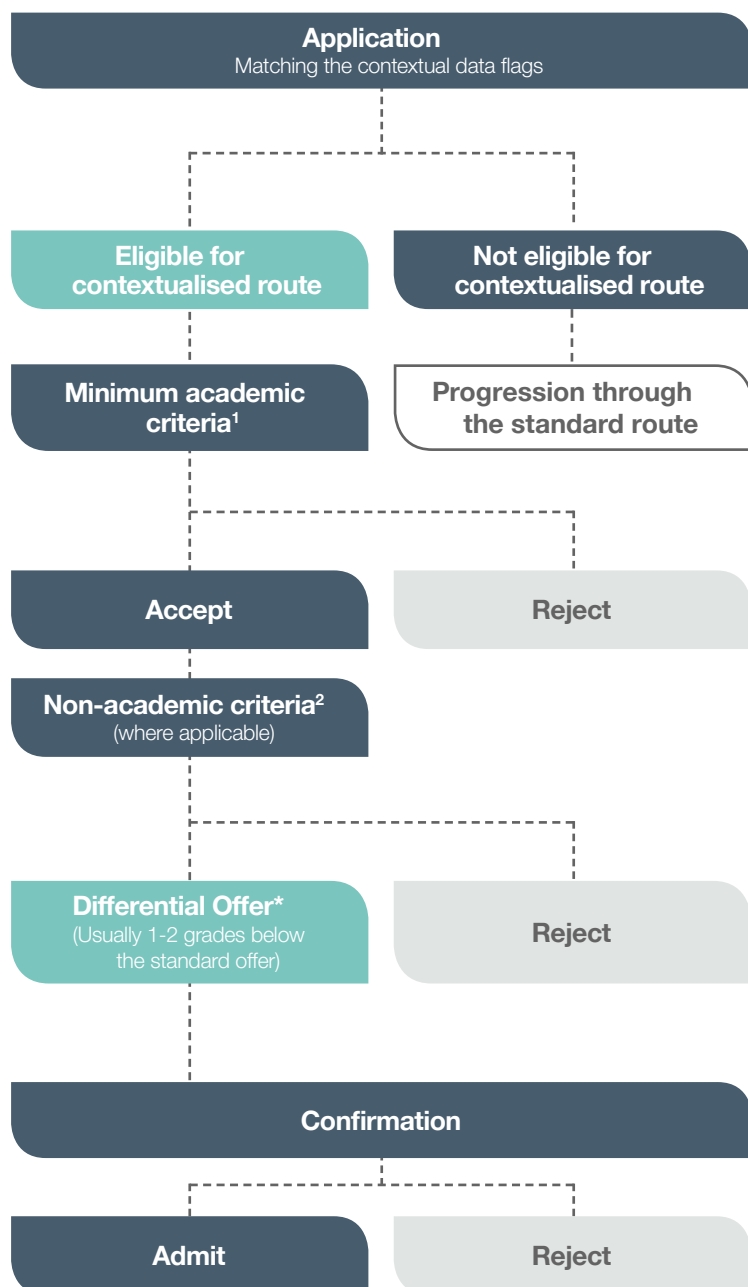 Application
Matching the contextual data flags
Eligible for
contextualised route
Not eligible for
contextualised route
Minimum academic
criteria¹
Progression through
the standard route
Accept
Reject
Non-academic criteria²
(where applicable)
Differential Offer*
(Usually 1-2 grades below
the standard offer)
Reject
Confirmation
Admit
Reject